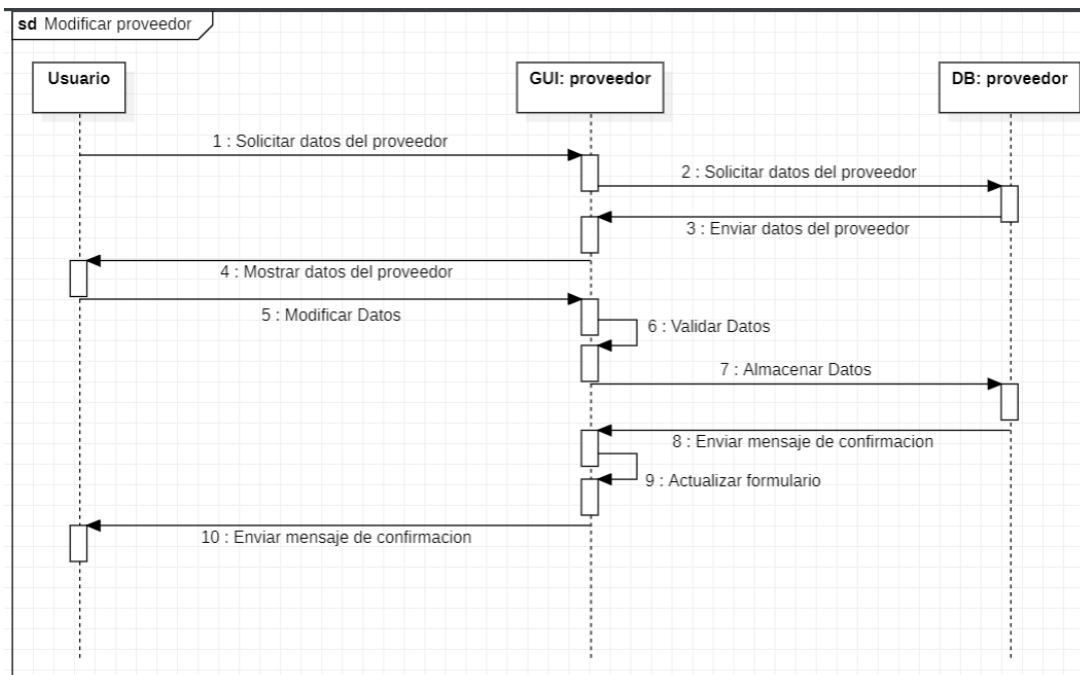 sd Modificar proveedor
Usuario
GUI: proveedor
DB: proveedor
1 : Solicitar datos del proveedor
2 : Solicitar datos del proveedor
3 : Enviar datos del proveedor
4 : Mostrar datos del proveedor
5 : Modificar Datos
6 : Validar Datos
7 : Almacenar Datos
8 : Enviar mensaje de confirmacion
9 : Actualizar formulario
10 : Enviar mensaje de confirmacion